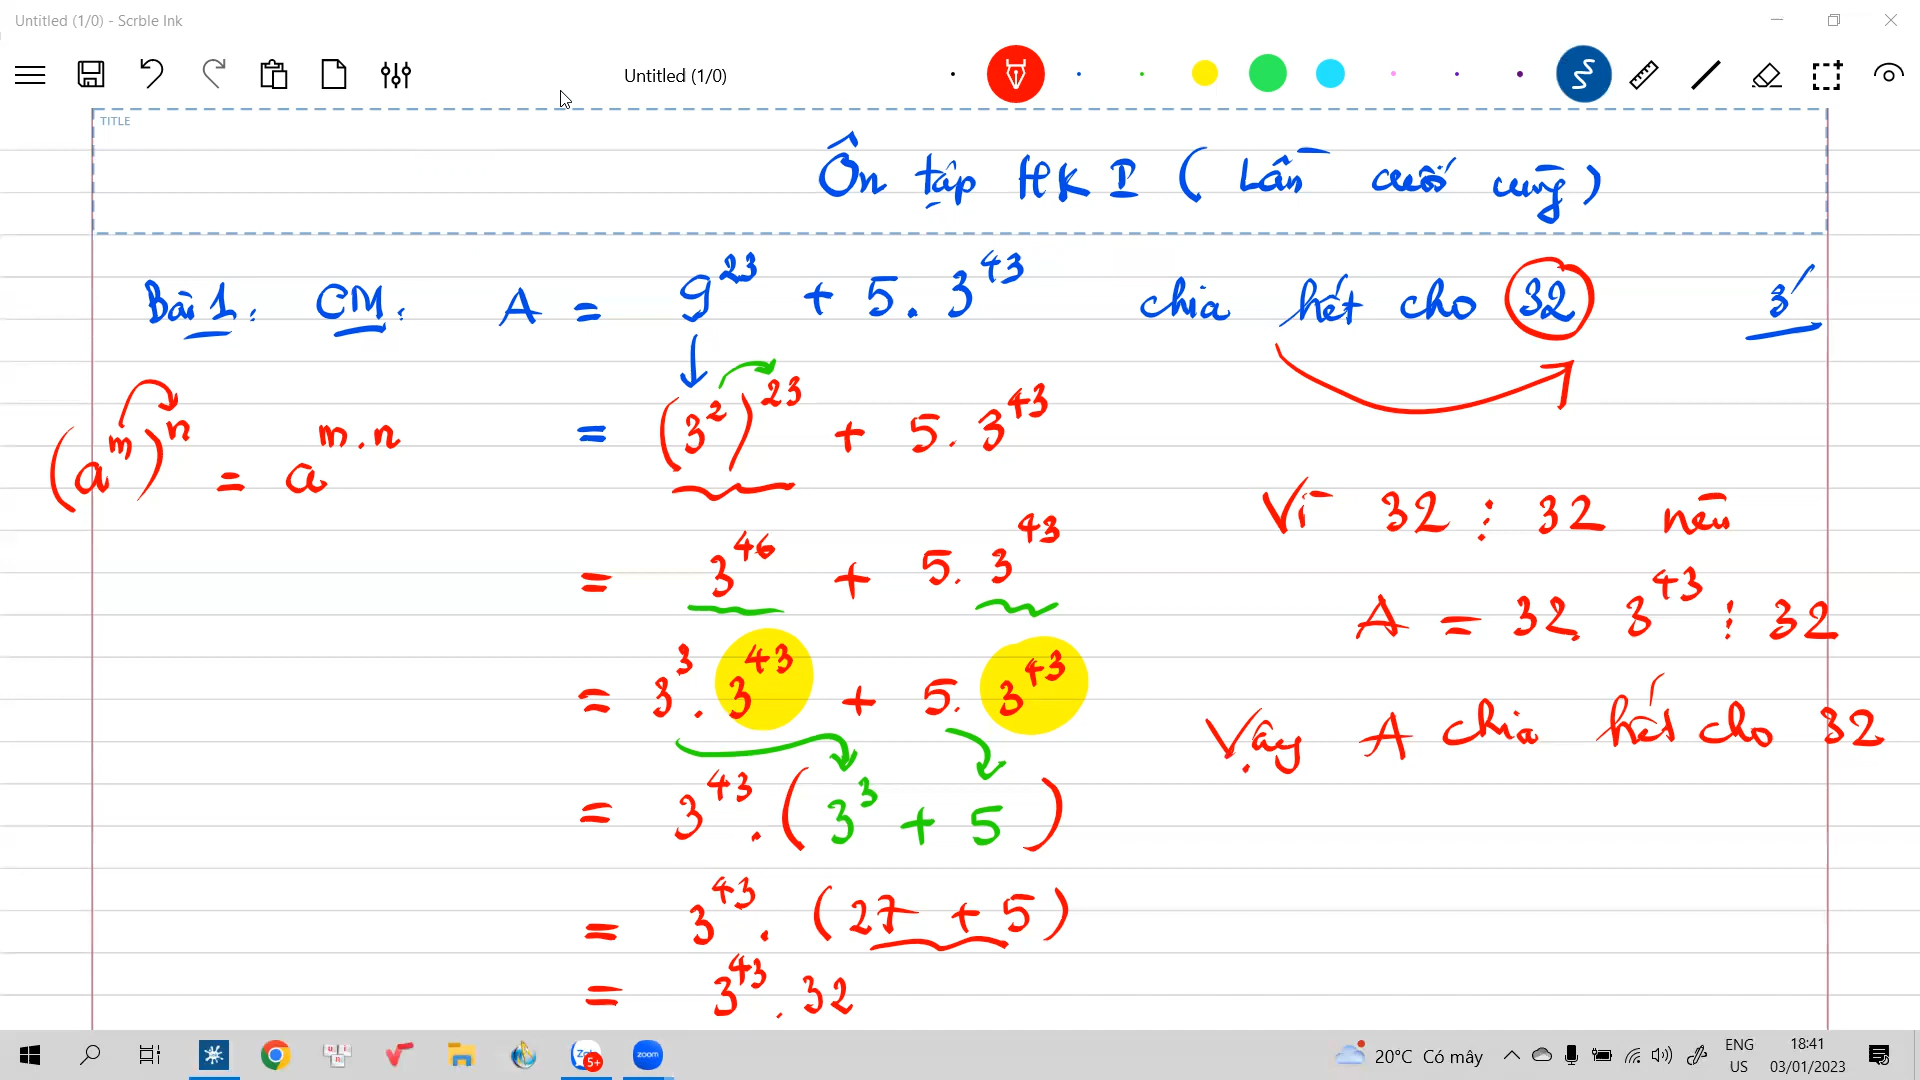 Untitled (1/0) - Scrble Ink
Untitled (1/0)
TITLE
Ôn tập HK I ( Lần cuối cùng )
Bài 1 : CM : A = 9^23 + 5 . 3^43 chia hết cho 32 3'
= (3^2)^23 + 5 . 3^43
(a^m)^n = a^m.n
= 3^46 + 5 . 3^43
= 3^3 . 3^43 + 5 . 3^43
= 3^43 . ( 3^3 + 5 )
= 3^43 . ( 27 + 5 )
= 3^43 . 32
Vì 32 ⋮ 32 nên
A = 32 . 3^43 ⋮ 32
Vậy A chia hết cho 32
zoom
5+
20°C Có mây
ENG
US
18:41
03/01/2023